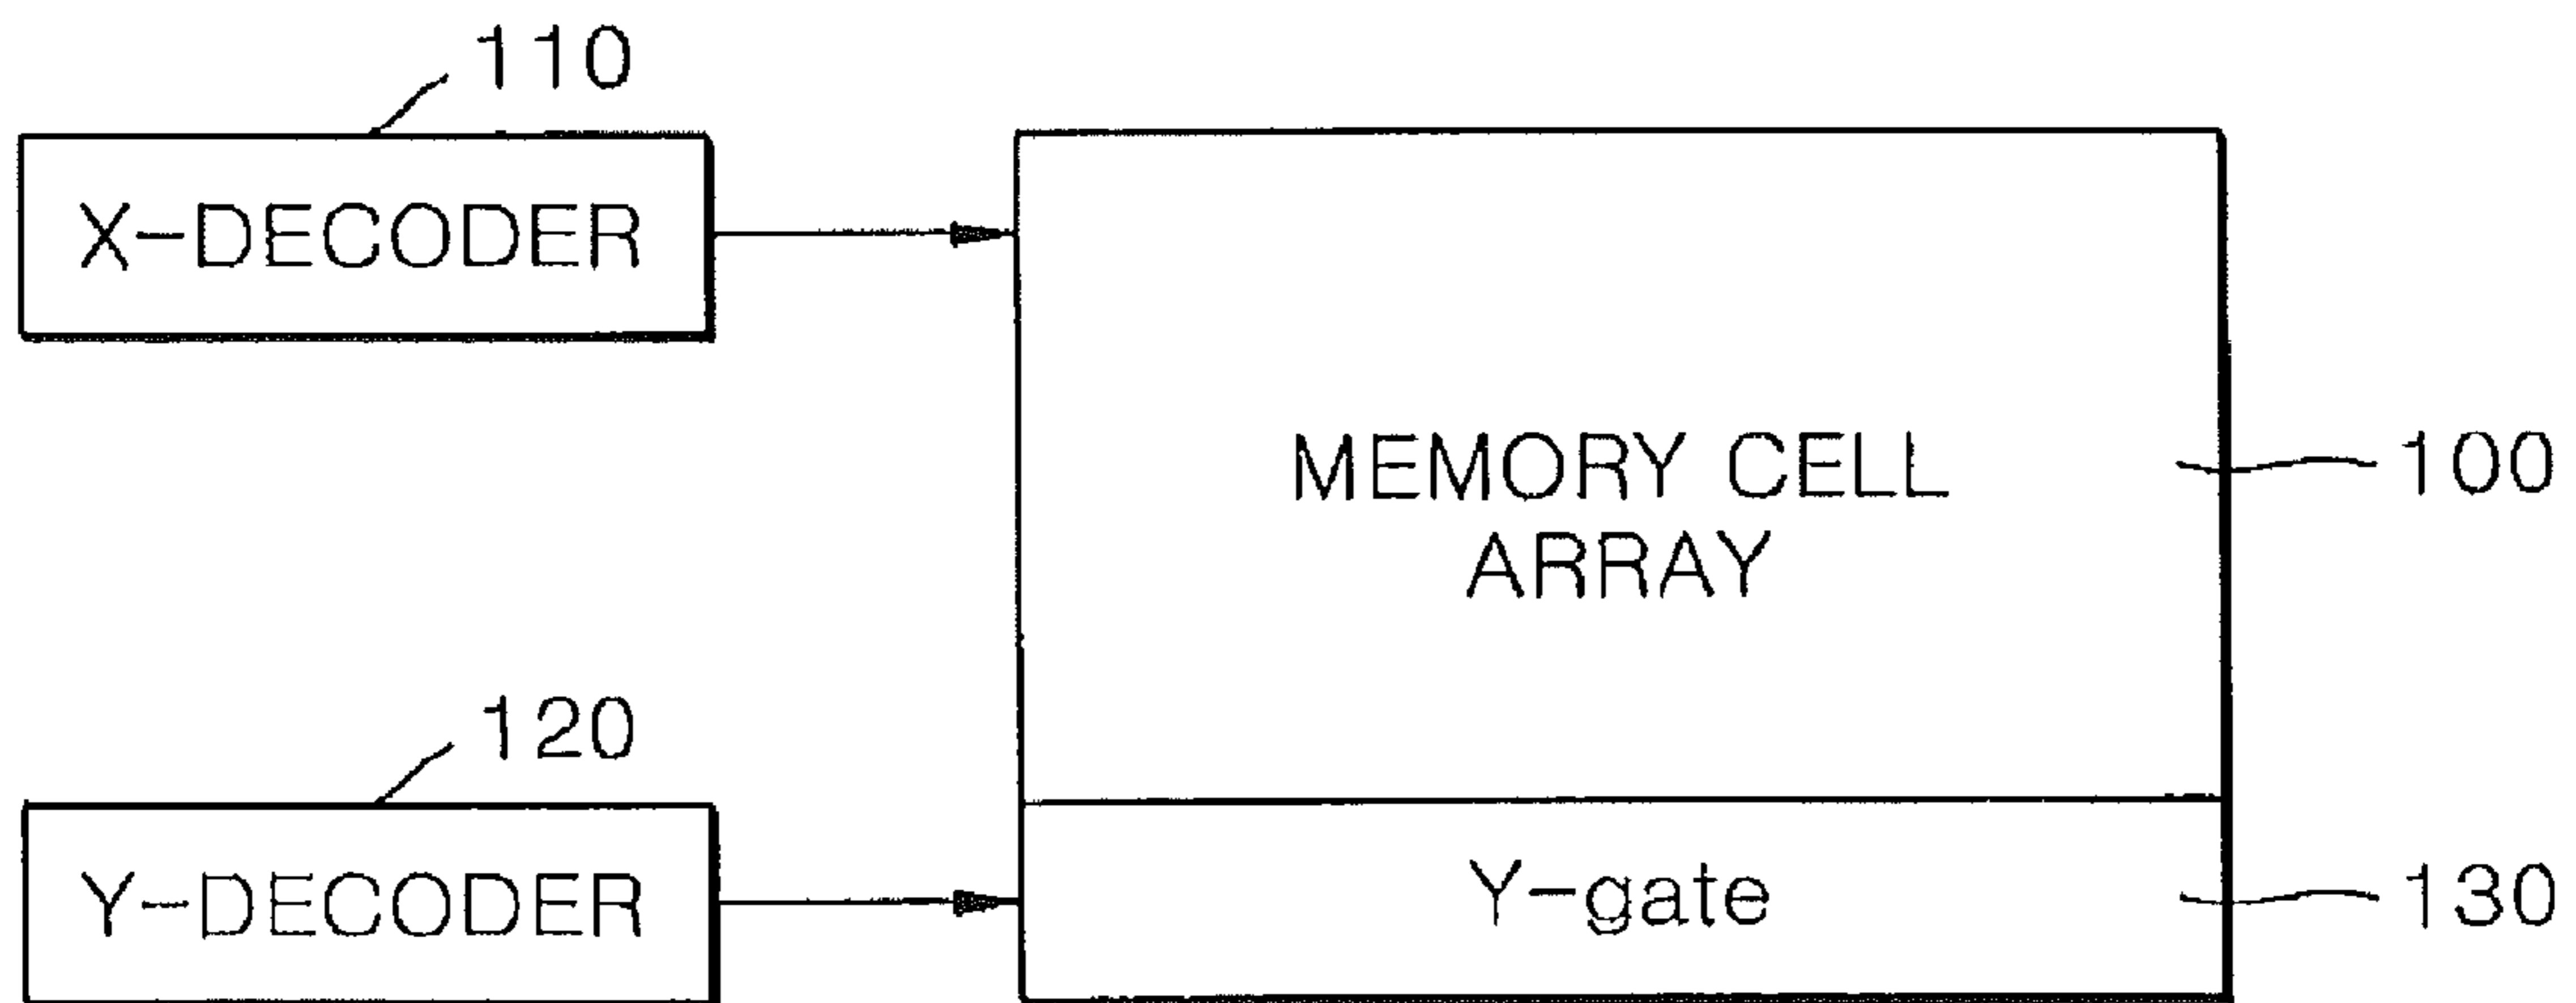 110
X-DECODER
MEMORY CELL
ARRAY
100
120
Y-DECODER
Y-gate
130